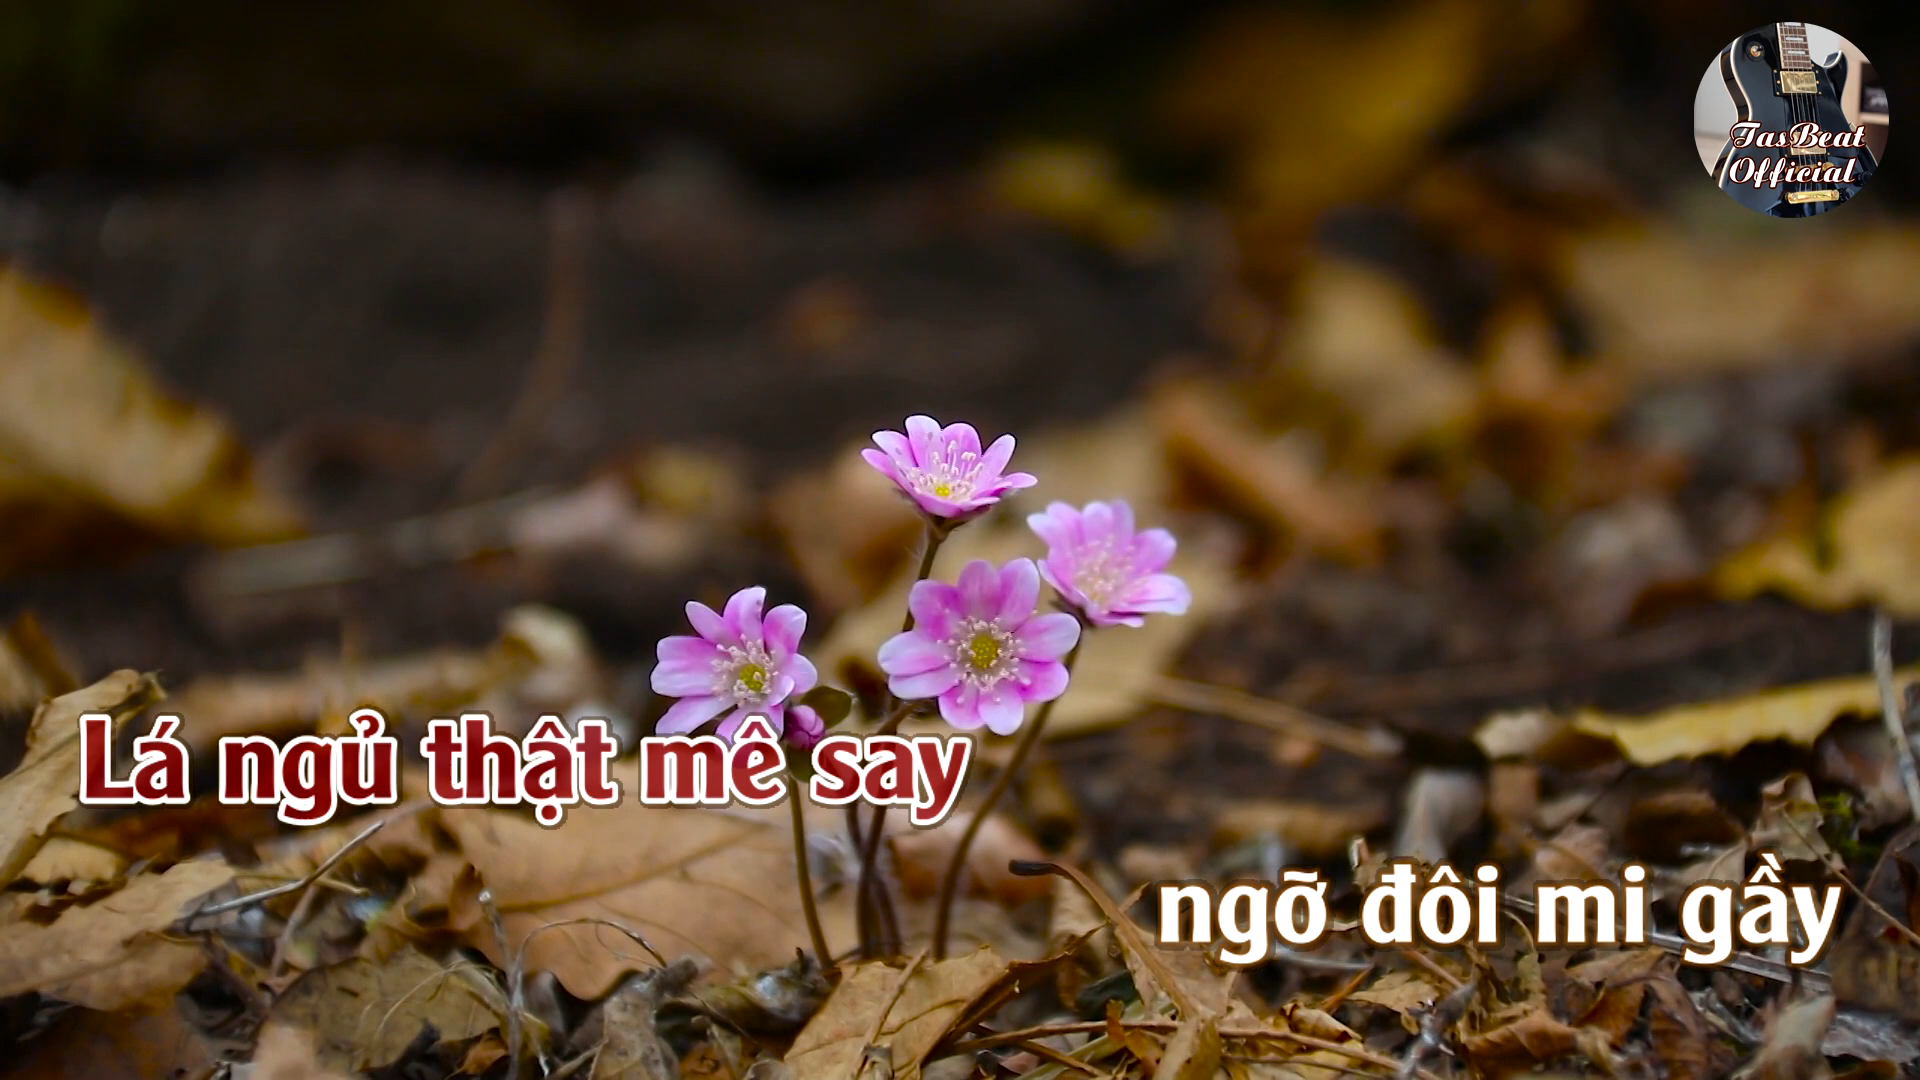 TasBeat
Official
Lá ngủ thật mê say
ngỡ đôi mi gầy